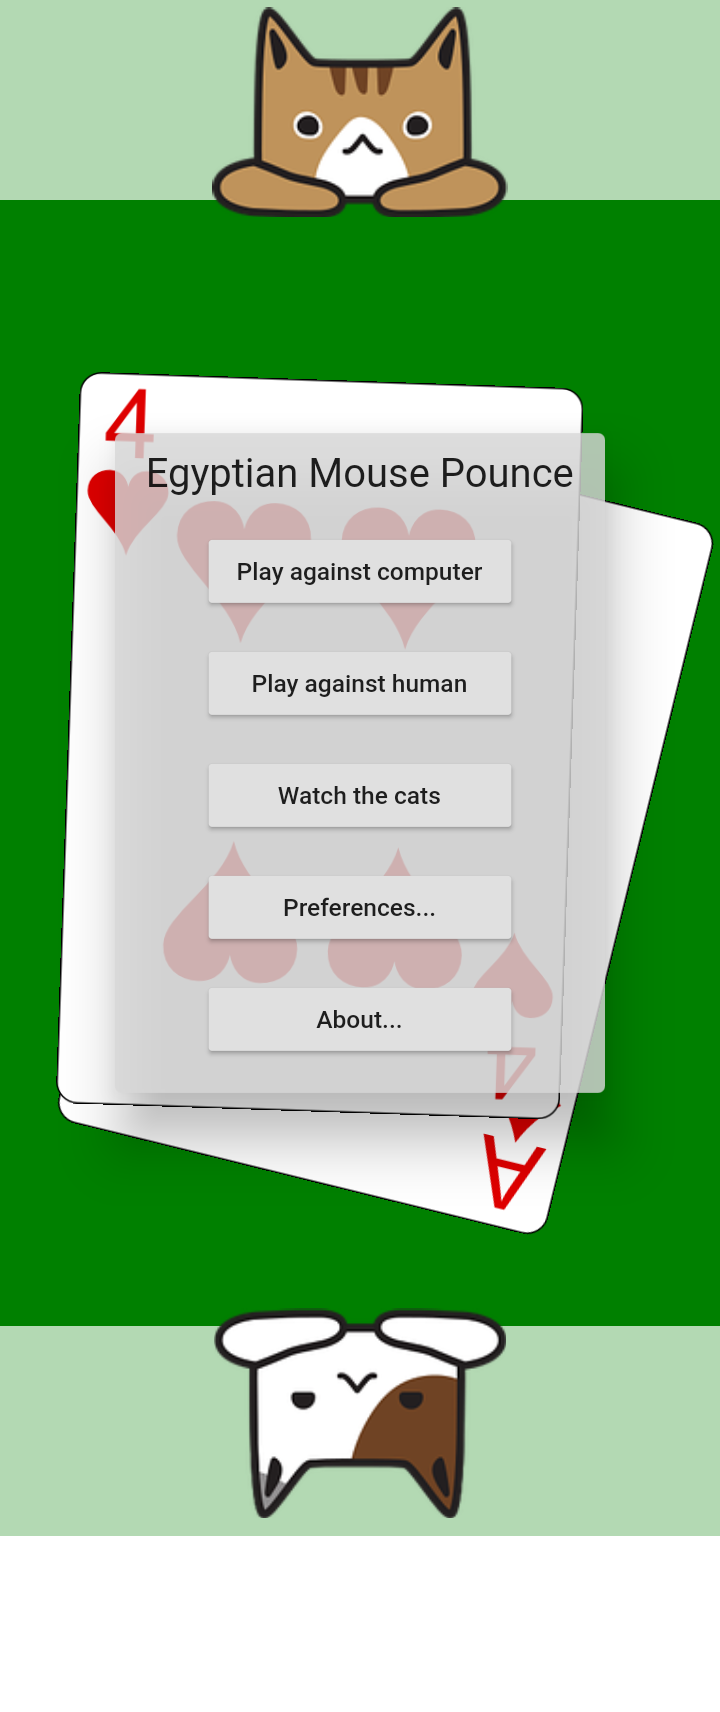 4
Egyptian Mouse Pounce
Play against computer
Play against human
Watch the cats
Preferences...
About...
4
A